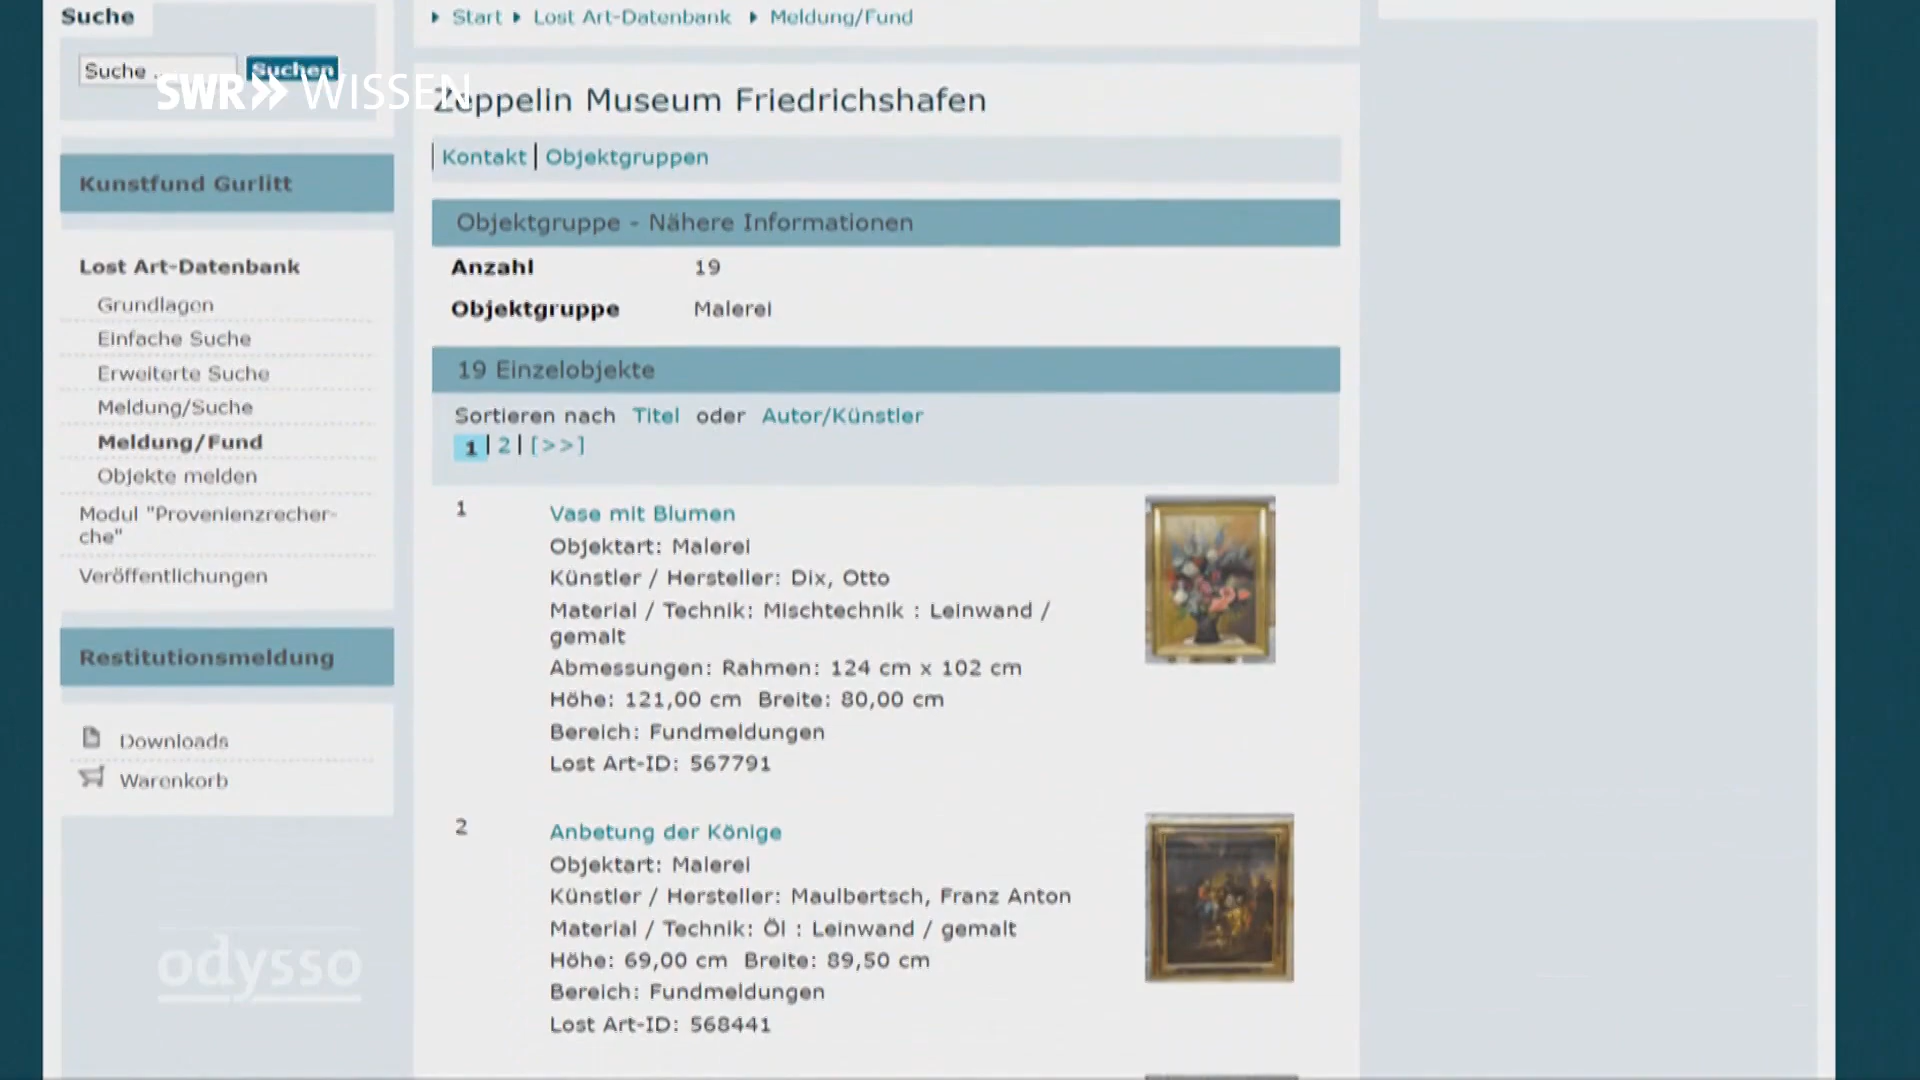 Suche
Start
Lost Art-Datenbank
Meldung/Fund
Suche
Suchen
SWR» WISSEN
Zeppelin Museum Friedrichshafen
Kontakt
Objektgruppen
Kunstfund Gurlitt
Objektgruppe - Nähere Informationen
Anzahl 19
Objektgruppe Malerei
Lost Art-Datenbank
Grundlagen
Einfache Suche
Erweiterte Suche
Meldung/Suche
Meldung/Fund
Objekte melden
Modul "Provenienzrecher-
che"
Veröffentlichungen
19 Einzelobjekte
Sortieren nach Titel oder Autor/Künstler
1 | 2 | [>>]
1
Vase mit Blumen
Objektart: Malerei
Künstler / Hersteller: Dix, Otto
Material / Technik: Mischtechnik : Leinwand /
gemalt
Abmessungen: Rahmen: 124 cm x 102 cm
Höhe: 121,00 cm Breite: 80,00 cm
Bereich: Fundmeldungen
Lost Art-ID: 567791
Restitutionsmeldung
Downloads
Warenkorb
2
Anbetung der Könige
Objektart: Malerei
Künstler / Hersteller: Maulbertsch, Franz Anton
Material / Technik: Öl : Leinwand / gemalt
Höhe: 69,00 cm Breite: 89,50 cm
Bereich: Fundmeldungen
Lost Art-ID: 568441
odysso